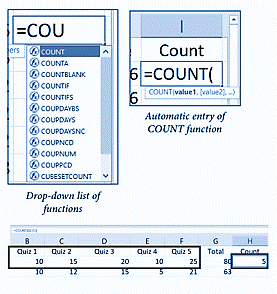 =COU
COUNT
COUNTA
COUNTBLANK
COUNTIF
COUNTIFS
COUPDAYBS
COUPDAYS
COUPDAYSNC
COUPNCD
COUPNUM
COUPPCD
CUBEKPIMEMBER
CUBEMEMBER
CUBESETCOUNT
Drop-down list of
functions
I
Count
6 =COUNT(
COUNT(value1, [value2], ...)
6
Automatic entry of
COUNT function
B C D E F G H
Quiz 1 Quiz 2 Quiz 3 Quiz 4 Quiz 5 Total Count
10 15 20 10 25 80 5
10 12 15 5 21 63